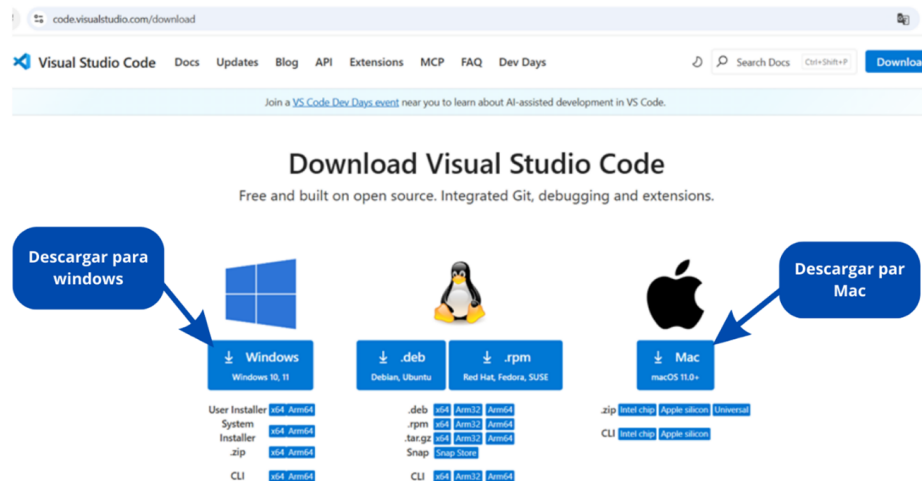 code.visualstudio.com/download
Visual Studio Code Docs Updates Blog API Extensions MCP FAQ Dev Days Search Docs Ctrl+Shift+P Downloa
Join a VS Code Dev Days event near you to learn about AI-assisted development in VS Code.
Download Visual Studio Code
Free and built on open source. Integrated Git, debugging and extensions.
Descargar para
windows
Descargar par
Mac
Windows
Windows 10, 11
.deb
Debian, Ubuntu
.rpm
Red Hat, Fedora, SUSE
Mac
macOS 11.0+
User Installer x64 Arm64
System
Installer x64 Arm64
.zip x64 Arm64
CLI x64 Arm64
.deb x64 Arm32 Arm64
.rpm x64 Arm32 Arm64
.tar.gz x64 Arm32 Arm64
Snap Snap Store
CLI x64 Arm32 Arm64
.zip Intel chip Apple silicon Universal
CLI Intel chip Apple silicon